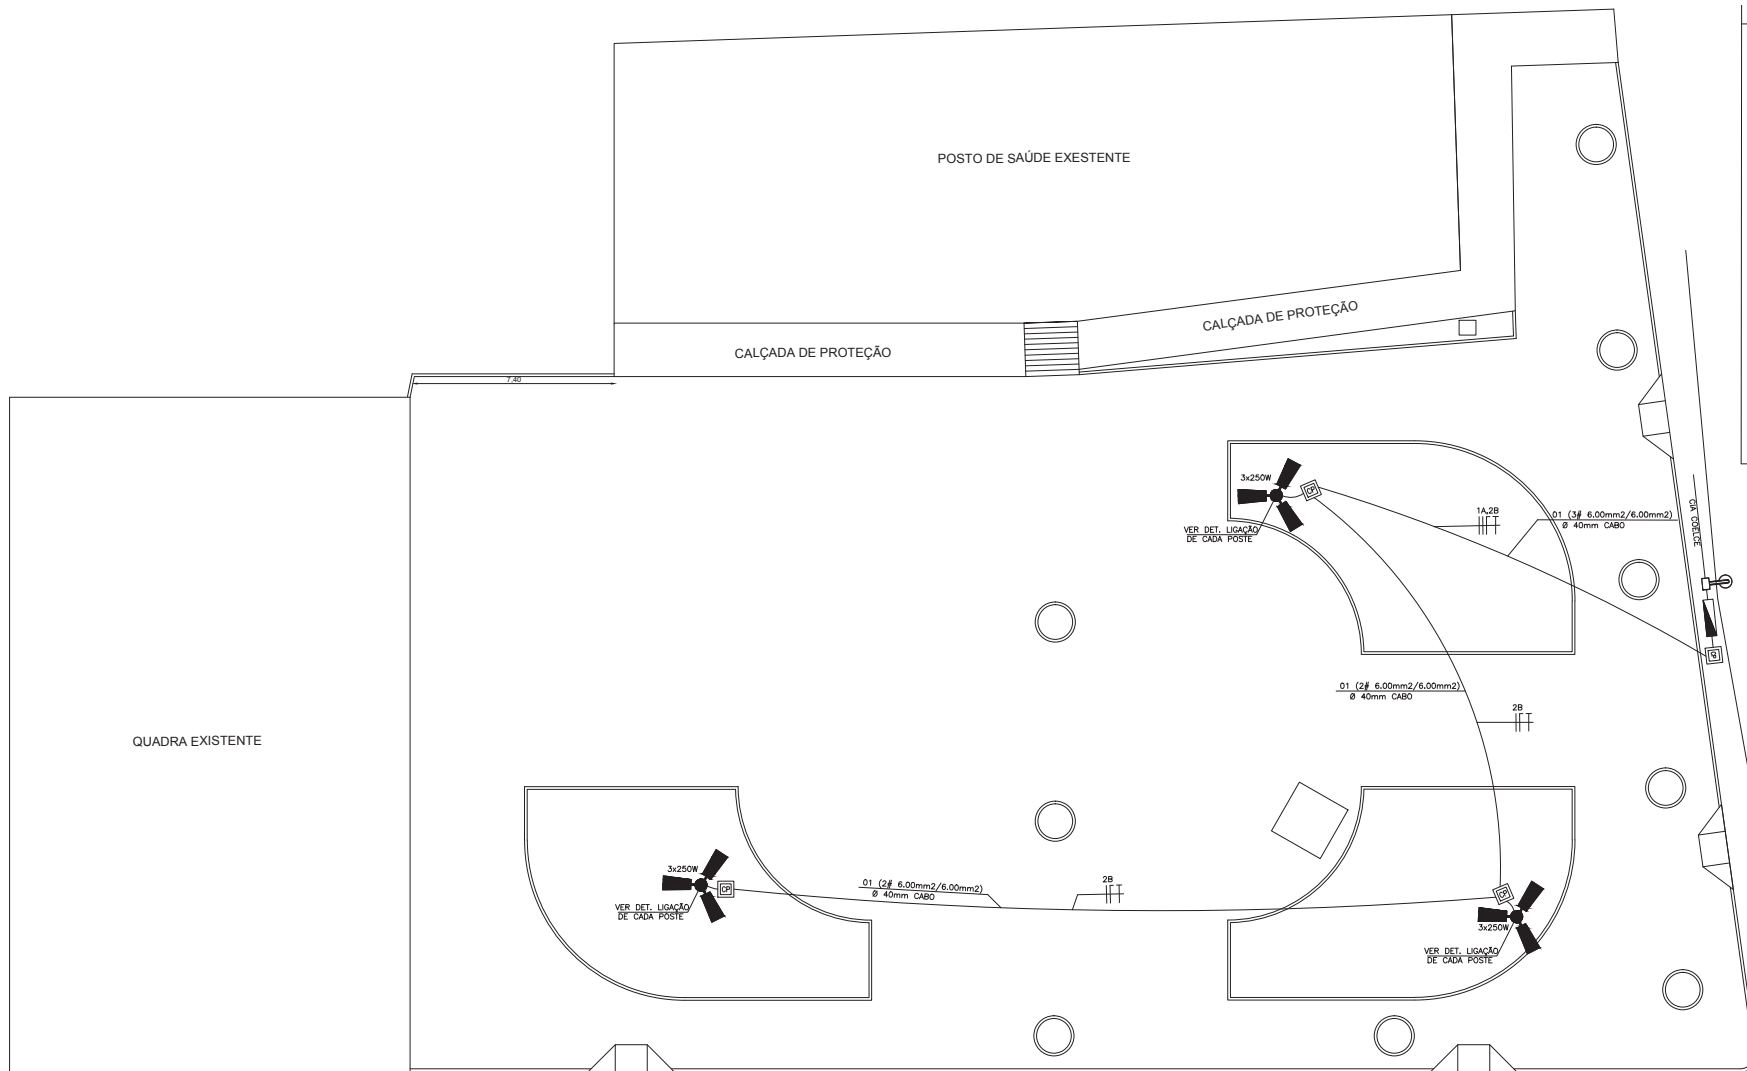 POSTO DE SAÚDE EXESTENTE
CALÇADA DE PROTEÇÃO
CALÇADA DE PROTEÇÃO
7,40
3x250W
CP
VER DET. LIGAÇÃO
DE CADA POSTE
1A,2B
01 (3# 6.00mm2/6.00mm2)
Ø 40mm CABO
CIA COELCE
01 (2# 6.00mm2/6.00mm2)
Ø 40mm CABO
2B
QUADRA EXISTENTE
3x250W
CP
VER DET. LIGAÇÃO
DE CADA POSTE
01 (2# 6.00mm2/6.00mm2)
Ø 40mm CABO
2B
CP
3x250W
VER DET. LIGAÇÃO
DE CADA POSTE